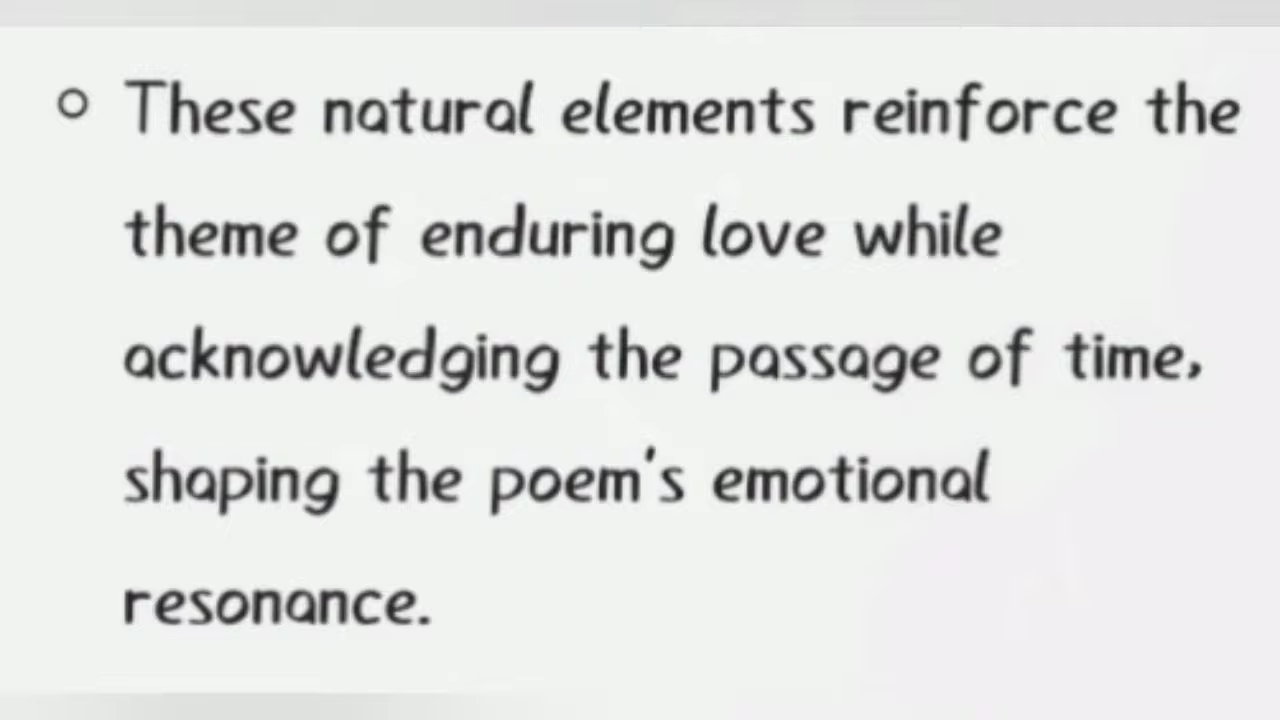 ○ These natural elements reinforce the
theme of enduring love while
acknowledging the passage of time,
shaping the poem's emotional
resonance.